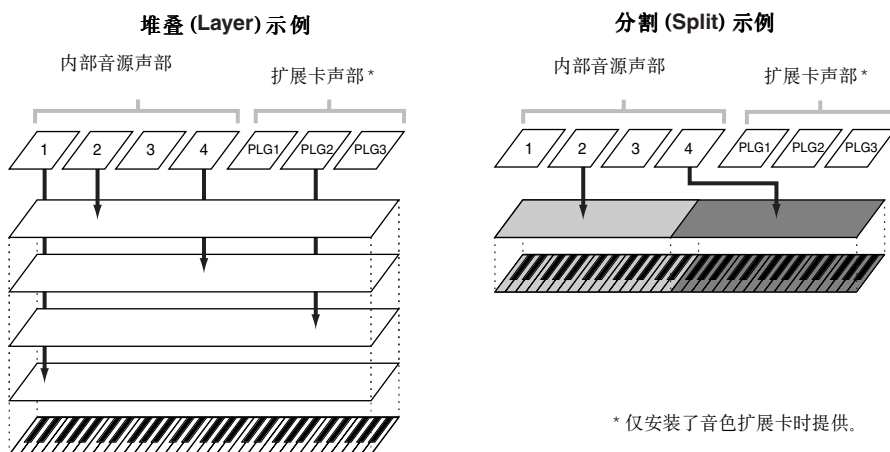 堆叠 (Layer) 示例
内部音源声部
扩展卡声部 *
1 2 3 4 PLG1 PLG2 PLG3
分割 (Split) 示例
内部音源声部
扩展卡声部 *
1 2 3 4 PLG1 PLG2 PLG3
* 仅安装了音色扩展卡时提供。